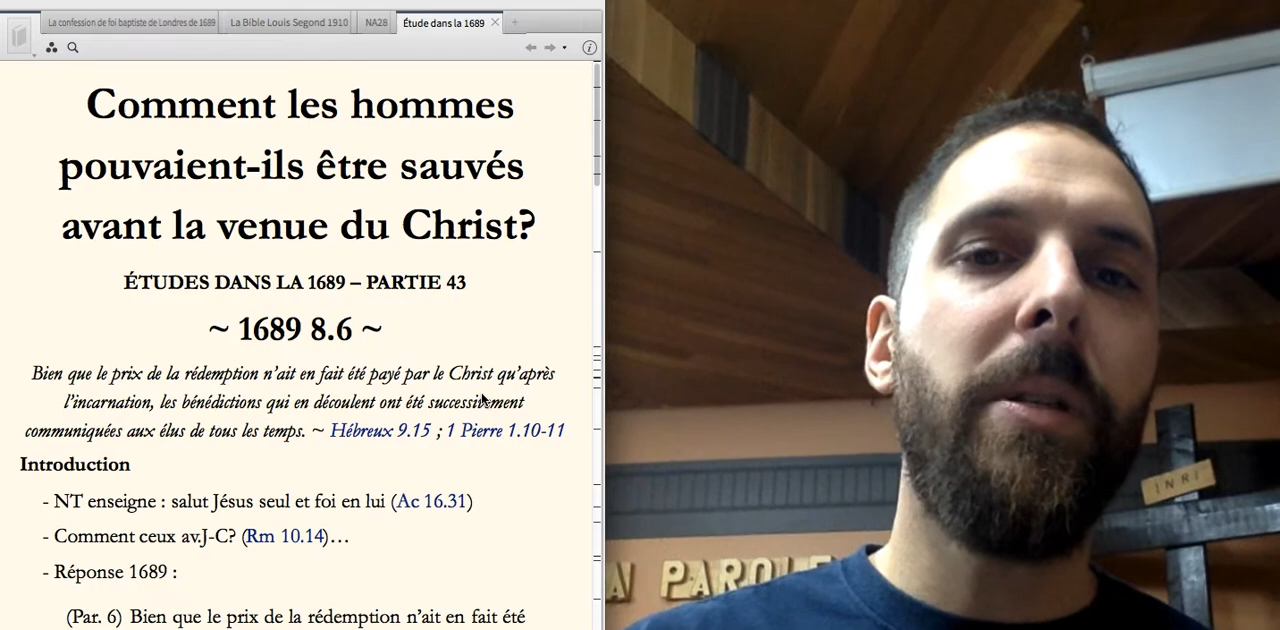 La confession de foi baptiste de Londres de 1689
La Bible Louis Segond 1910
NA28
Étude dans la 1689
Comment les hommes
pouvaient-ils être sauvés
avant la venue du Christ?
ÉTUDES DANS LA 1689 – PARTIE 43
~ 1689 8.6 ~
Bien que le prix de la rédemption n'ait en fait été payé par le Christ qu'après
l'incarnation, les bénédictions qui en découlent ont été successivement
communiquées aux élus de tous les temps. ~ Hébreux 9.15 ; 1 Pierre 1.10-11
Introduction
- NT enseigne : salut Jésus seul et foi en lui (Ac 16.31)
- Comment ceux av.J-C? (Rm 10.14)…
- Réponse 1689 :
(Par. 6) Bien que le prix de la rédemption n'ait en fait été
INRI
PAROLE